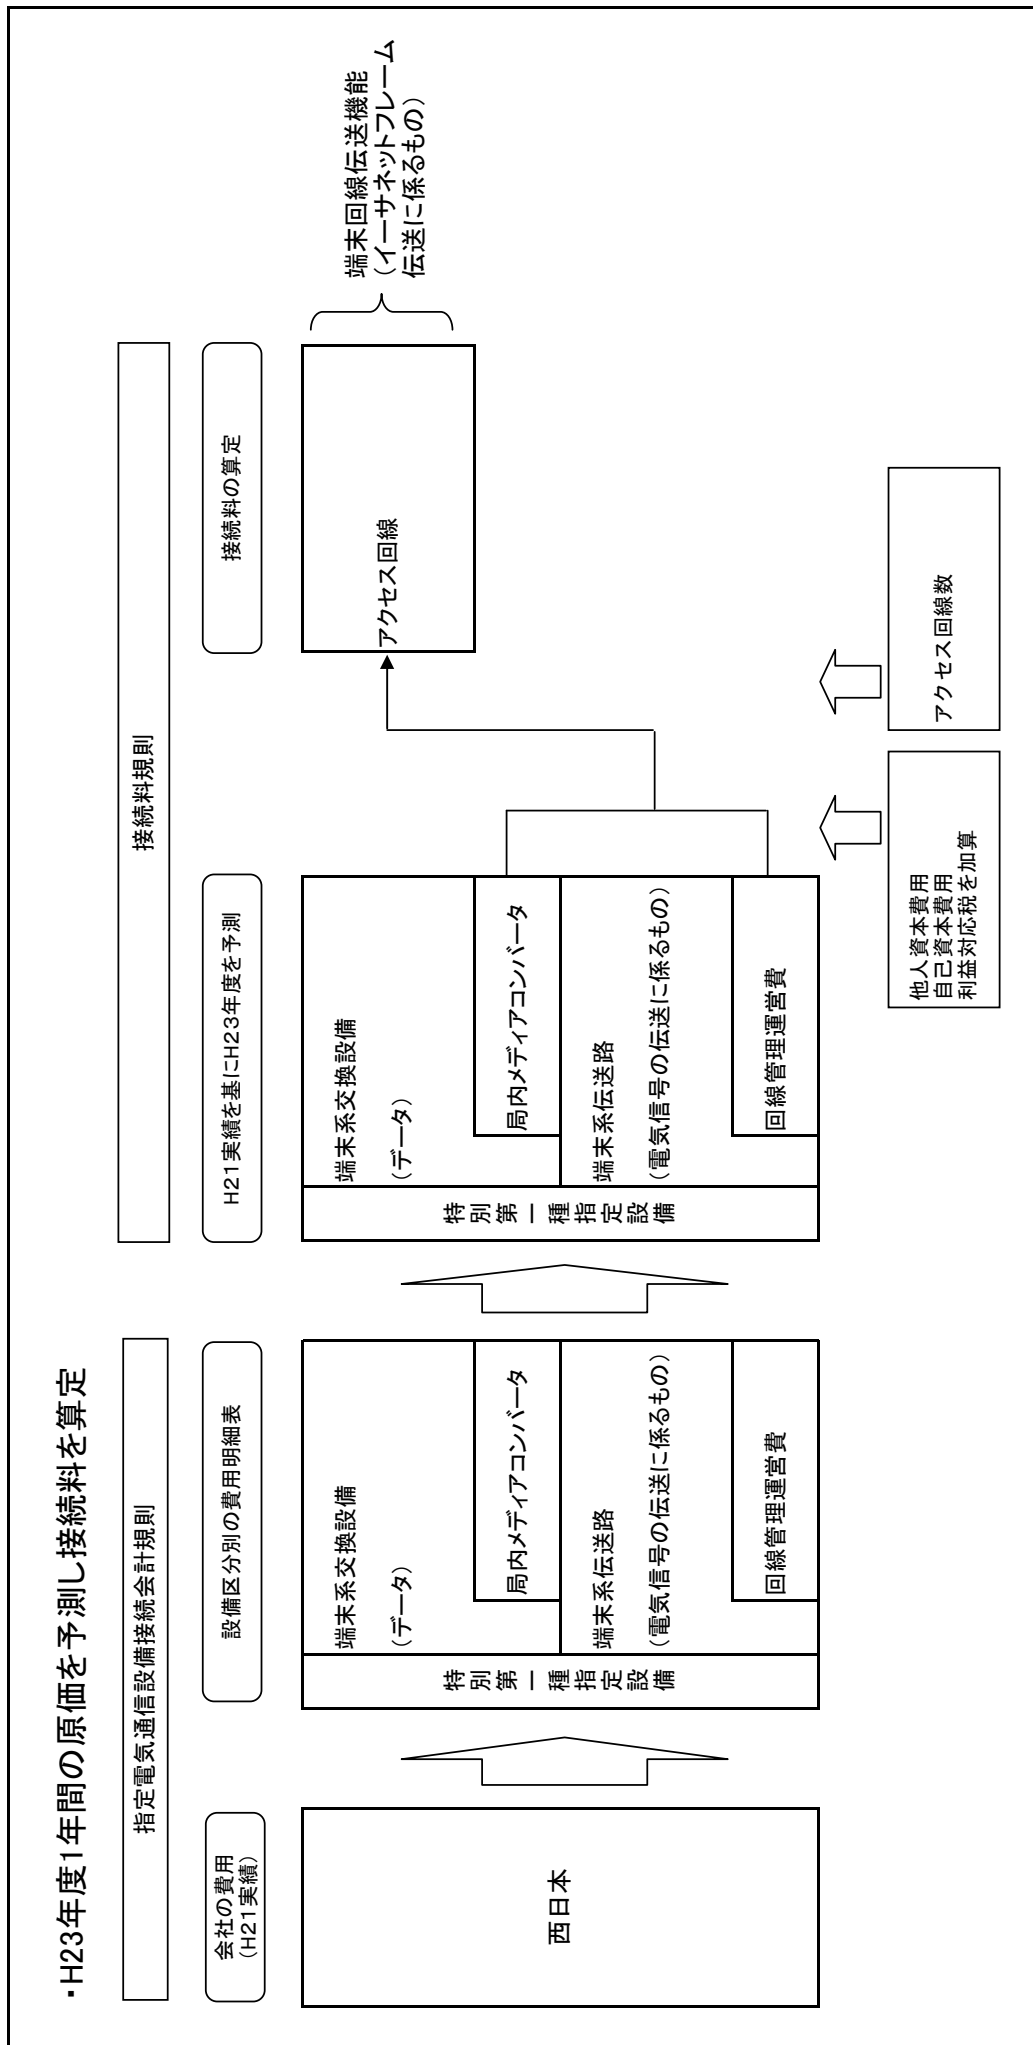 ・H23年度1年間の原価を予測し接続料を算定
指定電気通信設備接続会計規則
接続料規則
会社の費用
(H21実績)
設備区分別の費用明細表
H21実績を基にH23年度を予測
接続料の算定
西日本
特別第一種指定設備
端末系交換設備
(データ)
局内メディアコンバータ
端末系伝送路
(電気信号の伝送に係るもの)
回線管理運営費
特別第一種指定設備
端末系交換設備
(データ)
局内メディアコンバータ
端末系伝送路
(電気信号の伝送に係るもの)
回線管理運営費
アクセス回線
端末回線伝送機能
(イーサネットフレーム
伝送に係るもの)
他人資本費用
自己資本費用
利益対応税を加算
アクセス回線数